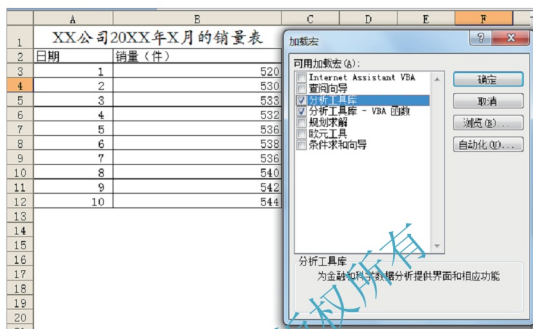 A B C D E F
1 XX公司20XX年X月的销量表
2 日期 销量（件）
3 1 520
4 2 530
5 3 533
6 4 532
7 5 536
8 6 538
9 7 536
10 8 540
11 9 542
12 10 544
13
14
15
16
17
18
19
20
加载宏
可用加载宏(A):
Internet Assistant VBA
查阅向导
分析工具库
分析工具库 - VBA 函数
规划求解
欧元工具
条件求和向导
确定
取消
浏览(B)...
自动化(U)...
分析工具库
为金融和科学数据分析提供界面和相应功能
权所有